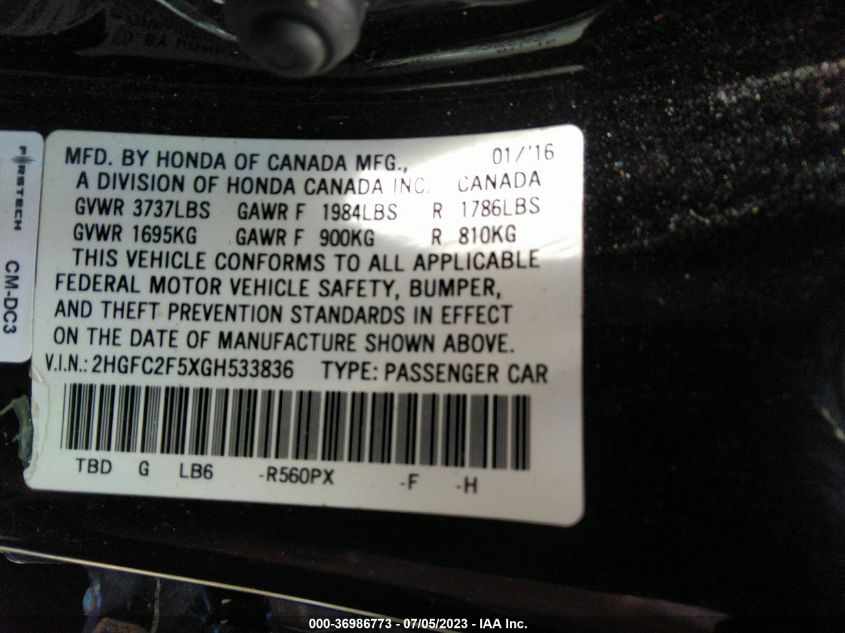 MFD. BY HONDA OF CANADA MFG., 01/'16
A DIVISION OF HONDA CANADA INC. CANADA
GVWR 3737LBS GAWR F 1984LBS R 1786LBS
GVWR 1695KG GAWR F 900KG R 810KG
THIS VEHICLE CONFORMS TO ALL APPLICABLE
FEDERAL MOTOR VEHICLE SAFETY, BUMPER,
AND THEFT PREVENTION STANDARDS IN EFFECT
ON THE DATE OF MANUFACTURE SHOWN ABOVE.
V.I.N.: 2HGFC2F5XGH533836 TYPE: PASSENGER CAR
TBD G LB6 -R560PX -F -H
FIRSTECH
CM-DC3
000-36986773 - 07/05/2023 - IAA Inc.